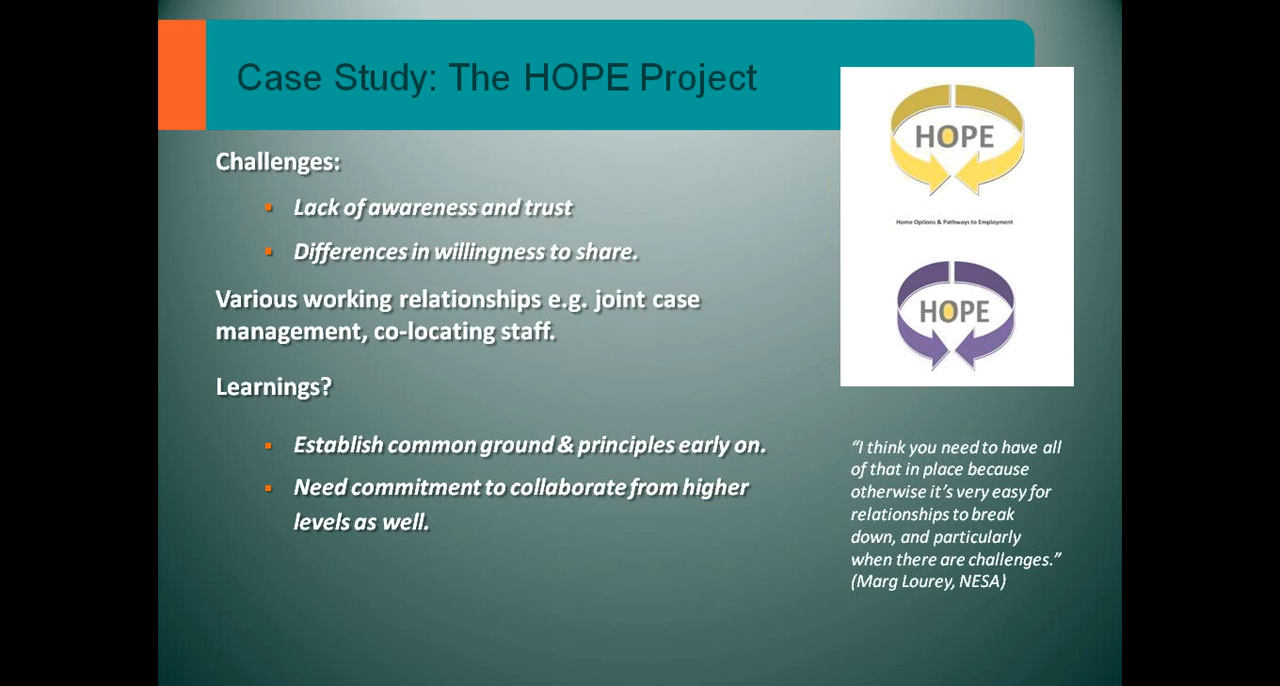 Case Study: The HOPE Project
Challenges:
Lack of awareness and trust
Differences in willingness to share.
Various working relationships e.g. joint case
management, co-locating staff.
Learnings?
Establish common ground & principles early on.
Need commitment to collaborate from higher
levels as well.
HOPE
Home Options & Pathways to Employment
HOPE
“I think you need to have all
of that in place because
otherwise it’s very easy for
relationships to break
down, and particularly
when there are challenges.”
(Marg Lourey, NESA)